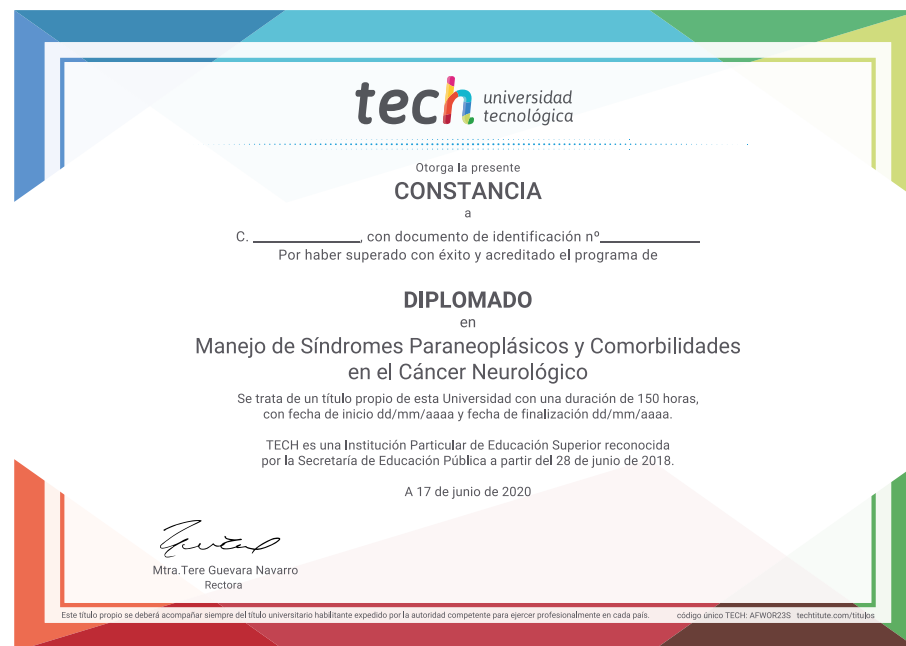 tech universidad
tecnológica
Otorga la presente
CONSTANCIA
a
C. ____________, con documento de identificación nº____________
Por haber superado con éxito y acreditado el programa de
DIPLOMADO
en
Manejo de Síndromes Paraneoplásicos y Comorbilidades
en el Cáncer Neurológico
Se trata de un título propio de esta Universidad con una duración de 150 horas,
con fecha de inicio dd/mm/aaaa y fecha de finalización dd/mm/aaaa.
TECH es una Institución Particular de Educación Superior reconocida
por la Secretaría de Educación Pública a partir del 28 de junio de 2018.
A 17 de junio de 2020
Mtra.Tere Guevara Navarro
Rectora
Este título propio se deberá acompañar siempre del título universitario habilitante expedido por la autoridad competente para ejercer profesionalmente en cada país. código único TECH: AFWOR23S techtitute.com/titulos